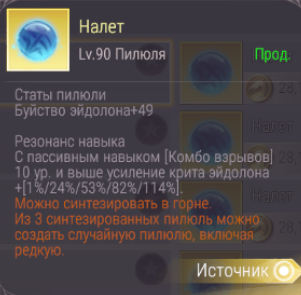 Налет
Lv.90 Пилюля
Прод.
Статы пилюли
Буйство эйдолона+49
Резонанс навыка
С пассивным навыком [Комбо взрывов]
10 ур. и выше усиление крита эйдолона
+[1%/24%/53%/82%/114%].
Можно синтезировать в горне.
Из 3 синтезированных пилюль можно
создать случайную пилюлю, включая
редкую.
Источник